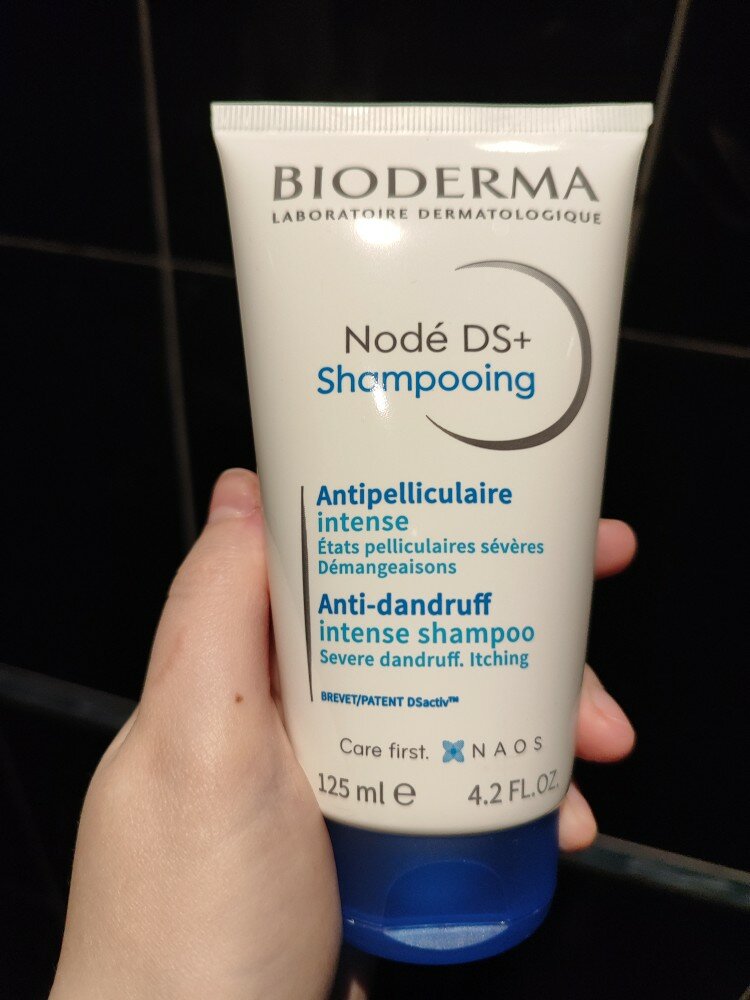 BIODERMA
LABORATOIRE DERMATOLOGIQUE
Nodé DS+
Shampooing
Antipelliculaire
intense
États pelliculaires sévères
Démangeaisons
Anti-dandruff
intense shampoo
Severe dandruff. Itching
BREVET/PATENT DSactiv™
Care first. NAOS
125 ml ℮ 4.2 FL.OZ.